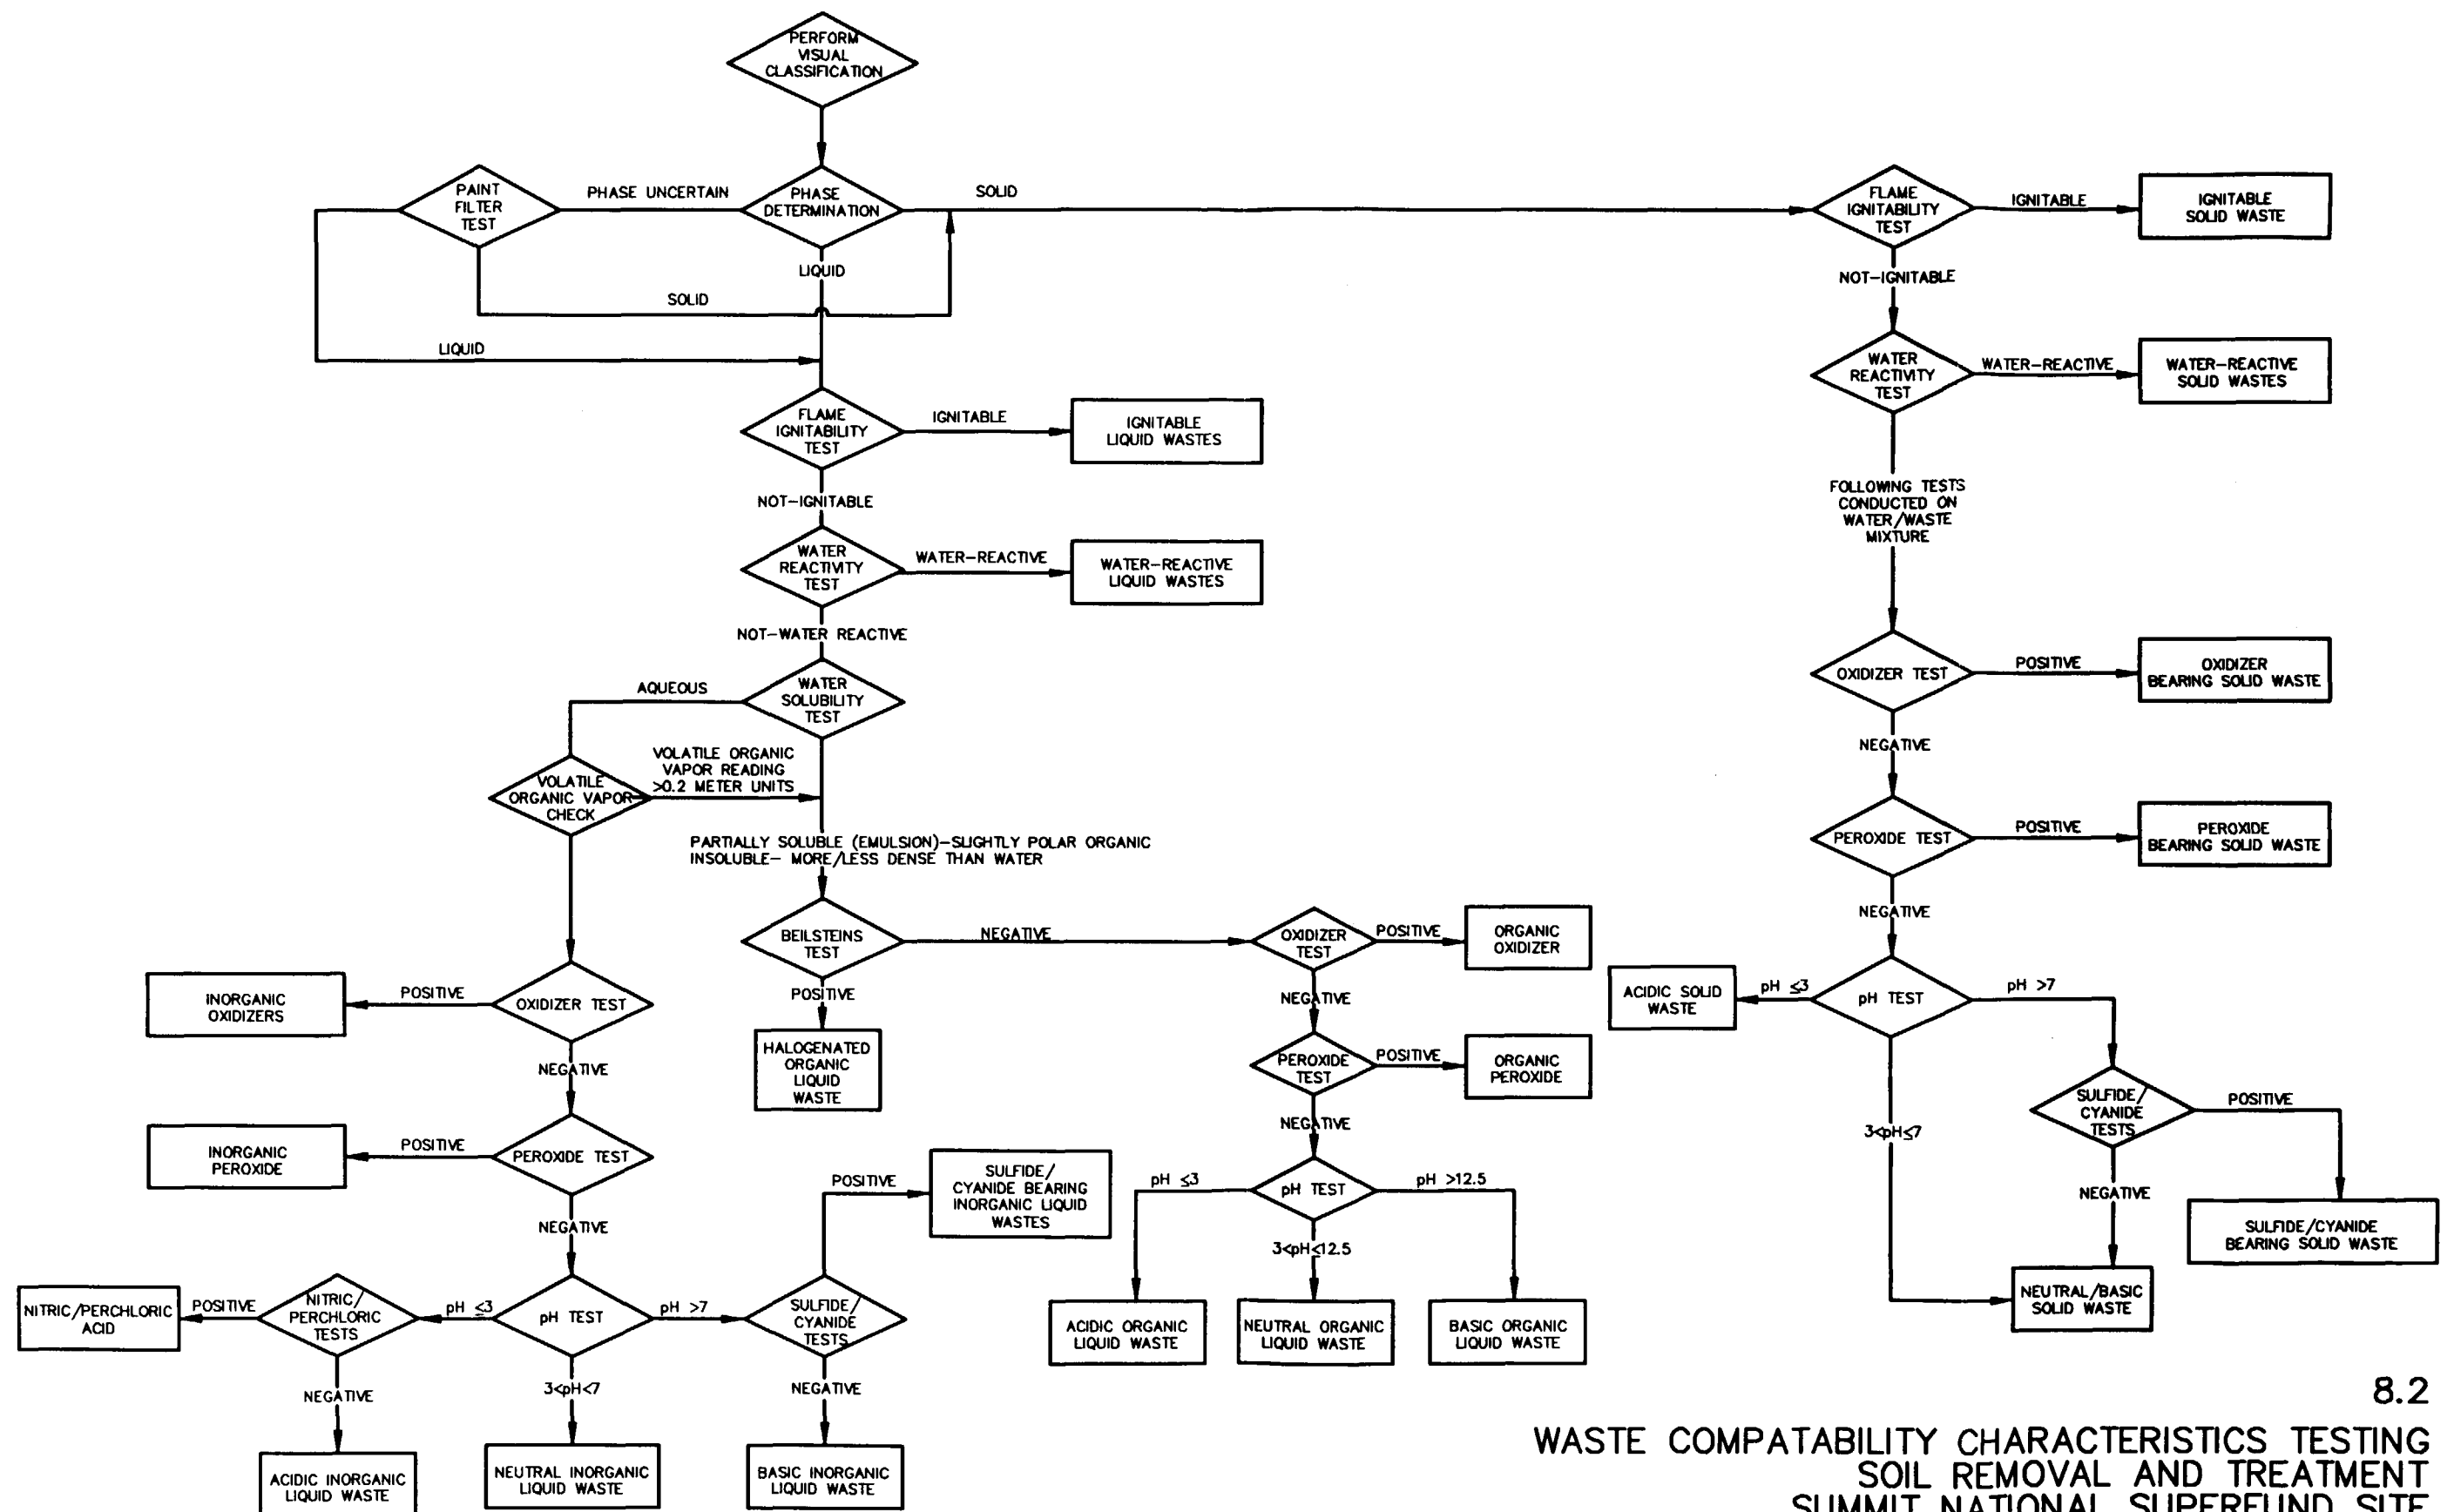 PERFORM
VISUAL
CLASSIFICATION
PAINT
FILTER
TEST
PHASE UNCERTAIN
PHASE
DETERMINATION
SOLID
LIQUID
SOLID
LIQUID
FLAME
IGNITABILITY
TEST
IGNITABLE
IGNITABLE
SOLID WASTE
NOT-IGNITABLE
WATER
REACTIVITY
TEST
WATER-REACTIVE
WATER-REACTIVE
SOLID WASTES
FOLLOWING TESTS
CONDUCTED ON
WATER/WASTE
MIXTURE
OXIDIZER TEST
POSITIVE
OXIDIZER
BEARING SOLID WASTE
NEGATIVE
PEROXIDE TEST
POSITIVE
PEROXIDE
BEARING SOLID WASTE
NEGATIVE
ACIDIC SOLID
WASTE
pH ≤3
pH TEST
pH >7
3<pH≤7
SULFIDE/
CYANIDE
TESTS
POSITIVE
NEGATIVE
SULFIDE/CYANIDE
BEARING SOLID WASTE
NEUTRAL/BASIC
SOLID WASTE
FLAME
IGNITABILITY
TEST
IGNITABLE
IGNITABLE
LIQUID WASTES
NOT-IGNITABLE
WATER
REACTIVITY
TEST
WATER-REACTIVE
WATER-REACTIVE
LIQUID WASTES
NOT-WATER REACTIVE
AQUEOUS
WATER
SOLUBILITY
TEST
VOLATILE
ORGANIC VAPOR
CHECK
VOLATILE ORGANIC
VAPOR READING
>0.2 METER UNITS
PARTIALLY SOLUBLE (EMULSION)-SLIGHTLY POLAR ORGANIC
INSOLUBLE- MORE/LESS DENSE THAN WATER
BEILSTEINS
TEST
NEGATIVE
OXIDIZER
TEST
POSITIVE
ORGANIC
OXIDIZER
POSITIVE
HALOGENATED
ORGANIC
LIQUID
WASTE
NEGATIVE
PEROXIDE
TEST
POSITIVE
ORGANIC
PEROXIDE
NEGATIVE
pH ≤3
pH TEST
pH >12.5
3<pH≤12.5
ACIDIC ORGANIC
LIQUID WASTE
NEUTRAL ORGANIC
LIQUID WASTE
BASIC ORGANIC
LIQUID WASTE
INORGANIC
OXIDIZERS
POSITIVE
OXIDIZER TEST
NEGATIVE
INORGANIC
PEROXIDE
POSITIVE
PEROXIDE TEST
NEGATIVE
POSITIVE
SULFIDE/
CYANIDE BEARING
INORGANIC LIQUID
WASTES
NITRIC/PERCHLORIC
ACID
POSITIVE
NITRIC/
PERCHLORIC
TESTS
pH ≤3
pH TEST
pH >7
SULFIDE/
CYANIDE
TESTS
NEGATIVE
3<pH<7
NEGATIVE
ACIDIC INORGANIC
LIQUID WASTE
NEUTRAL INORGANIC
LIQUID WASTE
BASIC INORGANIC
LIQUID WASTE
8.2
WASTE COMPATABILITY CHARACTERISTICS TESTING
SOIL REMOVAL AND TREATMENT
SUMMIT NATIONAL SUPERFUND SITE